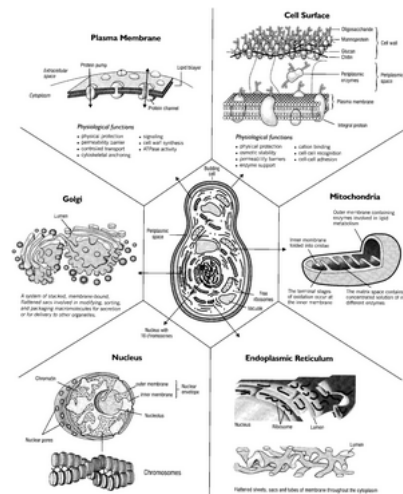 Plasma Membrane
Protein pump
Extracellular
space
Lipid bilayer
Cytoplasm
Protein channel
Physiological functions
• physical protection
• permeability barrier
• controlled transport
• cytoskeletal anchoring
• signaling
• cell wall synthesis
• ATPase activity
Cell Surface
Oligosaccharide
Mannoprotein
Glucan
Chitin
Cell wall
Periplasmic
enzymes
Periplasmic
space
Plasma membrane
Integral protein
Physiological functions
• physical protection
• osmotic stability
• permeability barriers
• enzyme support
• cation binding
• cell-cell recognition
• cell-cell adhesion
Golgi
Lumen
A system of stacked, membrane-bound,
flattened sacs involved in modifying, sorting,
and packaging macromolecules for secretion
or for delivery to other organelles.
Budding
cell
Periplasmic
space
Free
ribosomes
Vacuole
Nucleus with
16 chromosomes
Mitochondria
Outer membrane containing
enzymes involved in lipid
metabolism
Inner membrane
folded into cristae
The terminal stages
of oxidation occur at
the inner membrane
The matrix space contains
concentrated solution of
different enzymes
Nucleus
Chromatin
outer membrane
inner membrane
Nuclear
envelope
Nucleolus
Nuclear pores
Chromosomes
Endoplasmic Reticulum
Nucleus
Ribosome
Lumen
Lumen
Flattened sheets, sacs and tubes of membrane throughout the cytoplasm